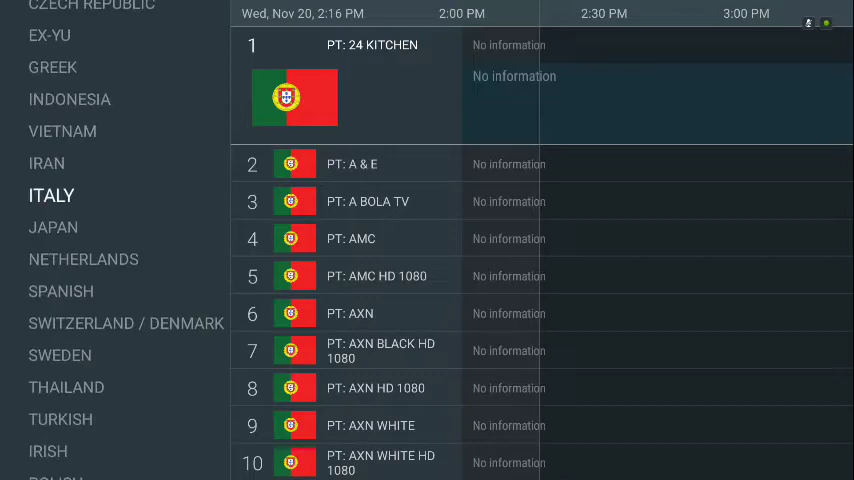 CZECH REPUBLIC
EX-YU
GREEK
INDONESIA
VIETNAM
IRAN
ITALY
JAPAN
NETHERLANDS
SPANISH
SWITZERLAND / DENMARK
SWEDEN
THAILAND
TURKISH
IRISH
POLISH
Wed, Nov 20, 2:16 PM 2:00 PM 2:30 PM 3:00 PM
1 PT: 24 KITCHEN No information
No information
2 PT: A & E No information
3 PT: A BOLA TV No information
4 PT: AMC No information
5 PT: AMC HD 1080 No information
6 PT: AXN No information
7 PT: AXN BLACK HD
1080 No information
8 PT: AXN HD 1080 No information
9 PT: AXN WHITE No information
10 PT: AXN WHITE HD
1080 No information